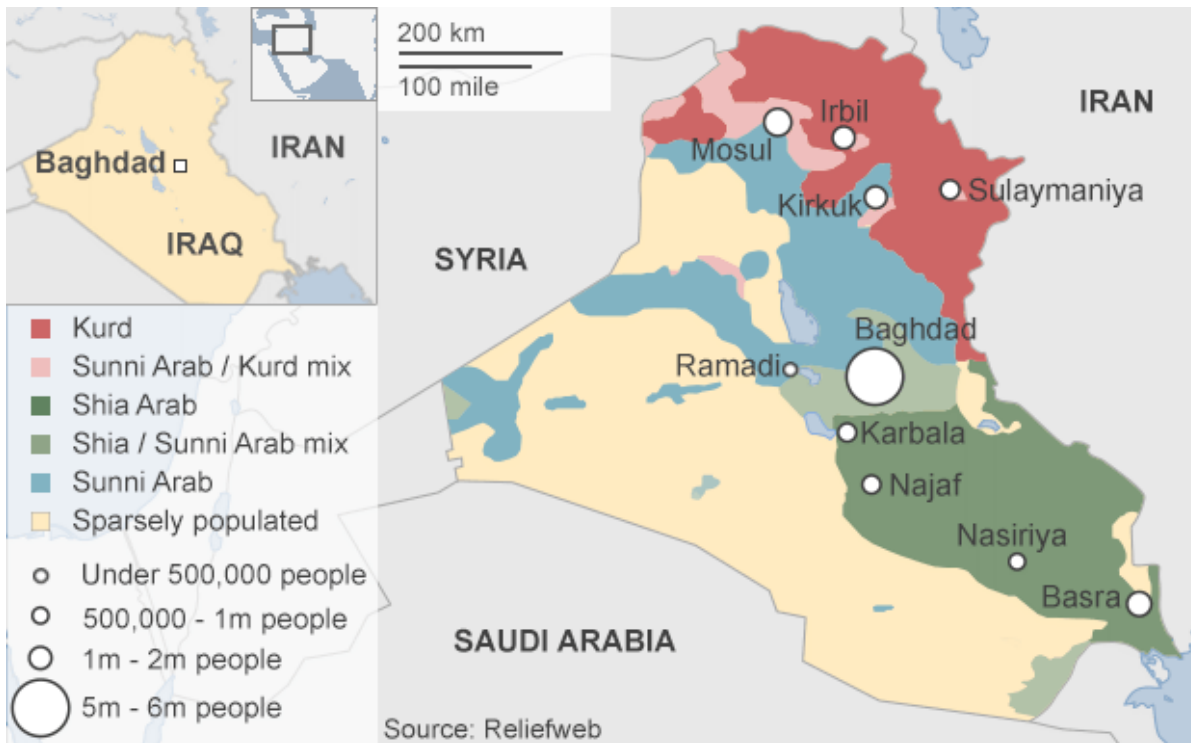 200 km
100 mile
IRAN
Baghdad
IRAQ
Kurd
Sunni Arab / Kurd mix
Shia Arab
Shia / Sunni Arab mix
Sunni Arab
Sparsely populated
Under 500,000 people
500,000 - 1m people
1m - 2m people
5m - 6m people
IRAN
Irbil
Mosul
Sulaymaniya
Kirkuk
SYRIA
Baghdad
Ramadi
Karbala
Najaf
Nasiriya
Basra
SAUDI ARABIA
Source: Reliefweb